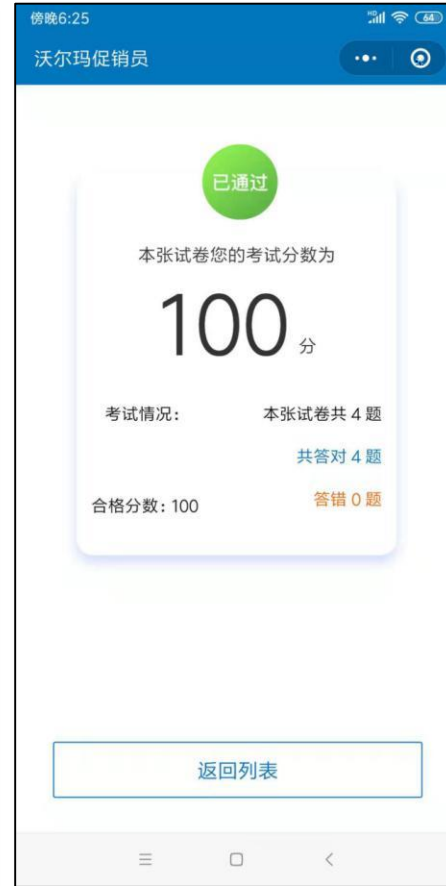 傍晚6:25
HD 64
沃尔玛促销员
已通过
本张试卷您的考试分数为
100 分
考试情况： 本张试卷共 4 题
共答对 4 题
合格分数：100 答错 0 题
返回列表